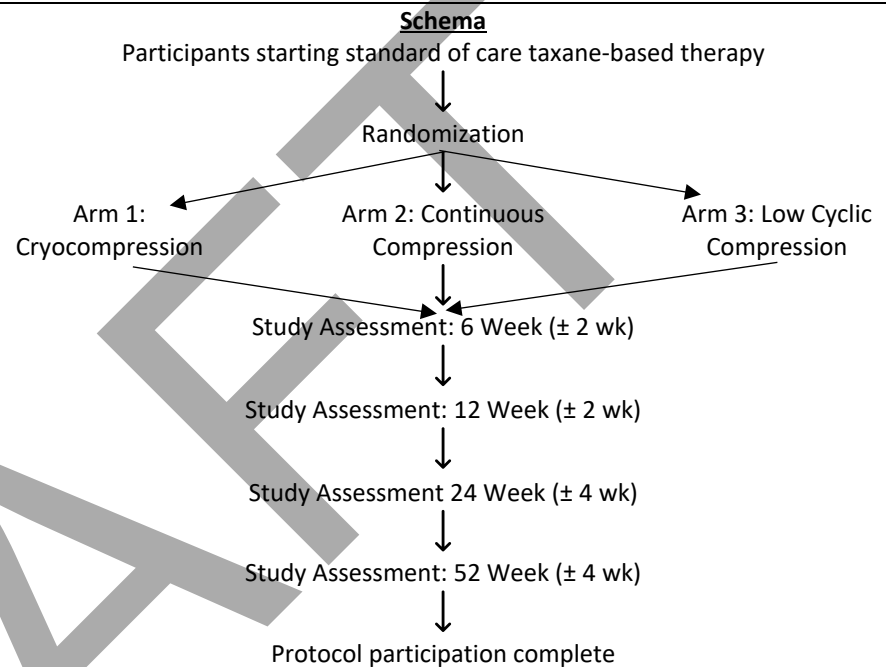 Schema
Participants starting standard of care taxane-based therapy
Randomization
Arm 1:
Cryocompression
Arm 2: Continuous
Compression
Arm 3: Low Cyclic
Compression
Study Assessment: 6 Week (± 2 wk)
Study Assessment: 12 Week (± 2 wk)
Study Assessment 24 Week (± 4 wk)
Study Assessment: 52 Week (± 4 wk)
Protocol participation complete
AFT